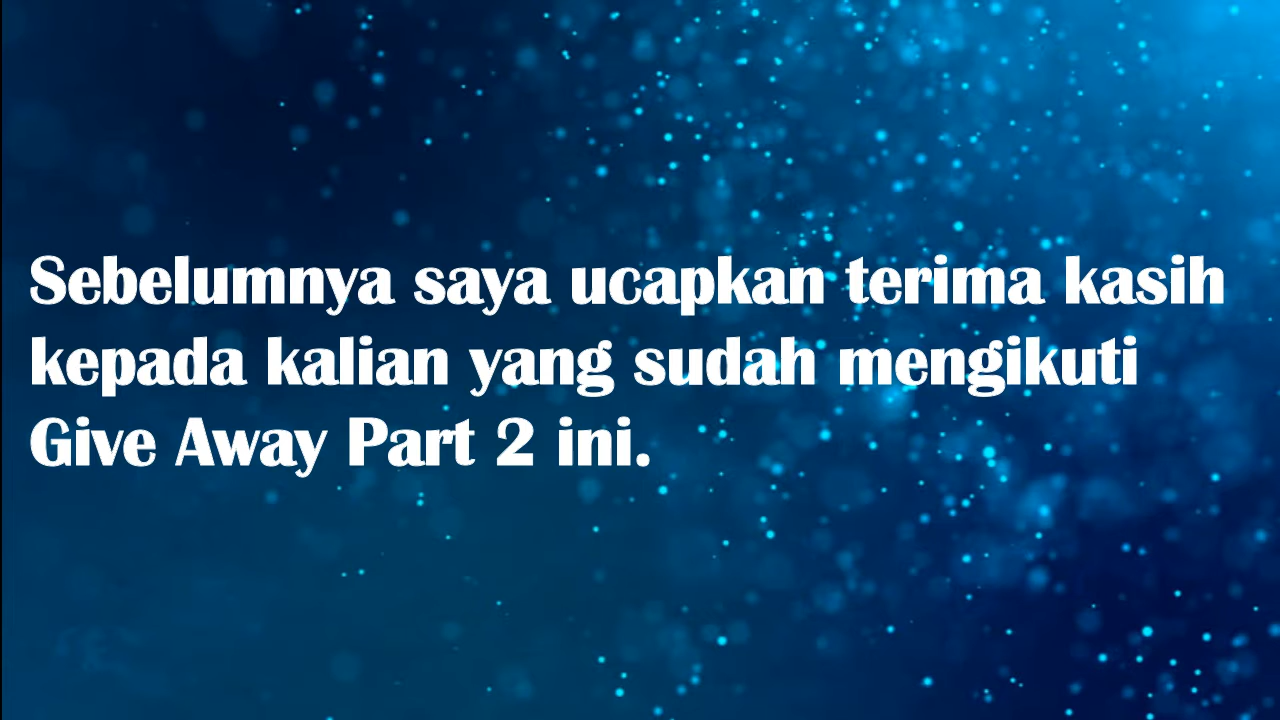 Sebelumnya saya ucapkan terima kasih
kepada kalian yang sudah mengikuti
Give Away Part 2 ini.